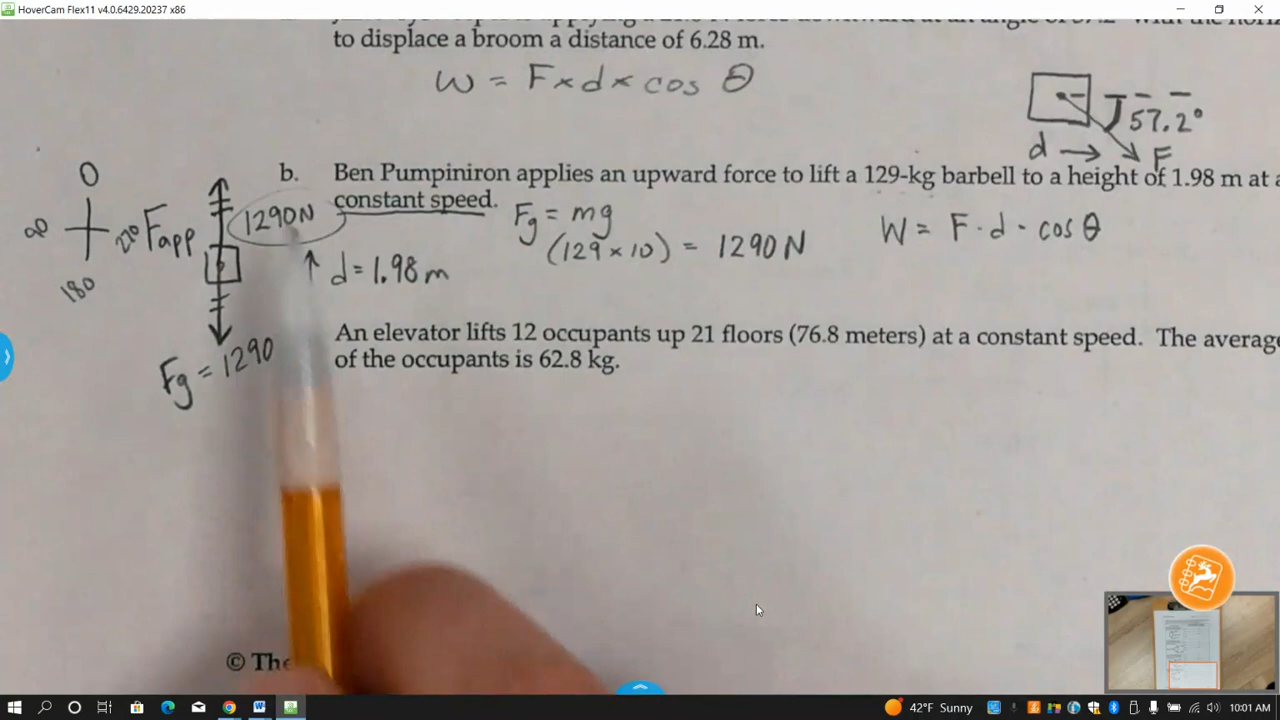 HoverCam Flex11 v4.0.6429.20237 x86
to displace a broom a distance of 6.28 m.
W = F x d x cos θ
57.2°
d → F
b. Ben Pumpiniron applies an upward force to lift a 129-kg barbell to a height of 1.98 m at a
constant speed.
0
90
270
180
Fapp
1290N
Fg = mg
(129 x 10) = 1290 N
W = F · d · cos θ
↑ d = 1.98 m
Fg = 1290
An elevator lifts 12 occupants up 21 floors (76.8 meters) at a constant speed. The average
of the occupants is 62.8 kg.
© The
42°F Sunny
10:01 AM